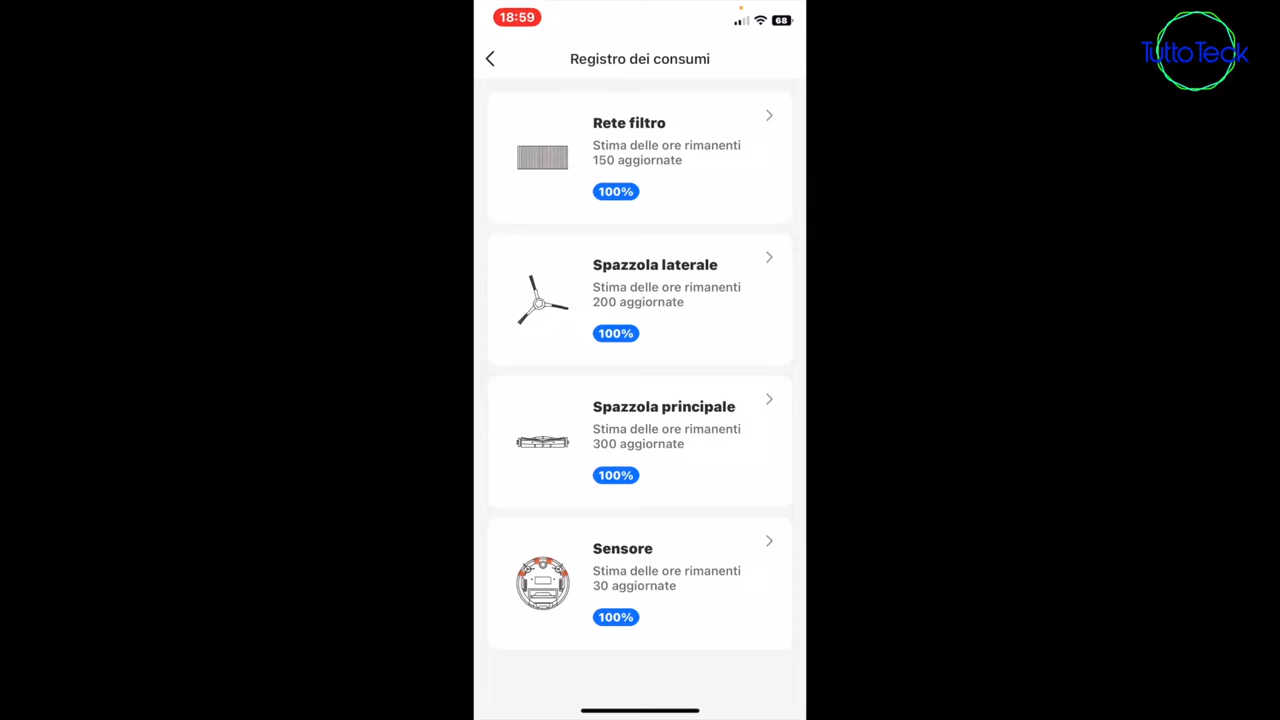 18:59
68
TuttoTeck
Registro dei consumi
Rete filtro
Stima delle ore rimanenti
150 aggiornate
100%
Spazzola laterale
Stima delle ore rimanenti
200 aggiornate
100%
Spazzola principale
Stima delle ore rimanenti
300 aggiornate
100%
Sensore
Stima delle ore rimanenti
30 aggiornate
100%